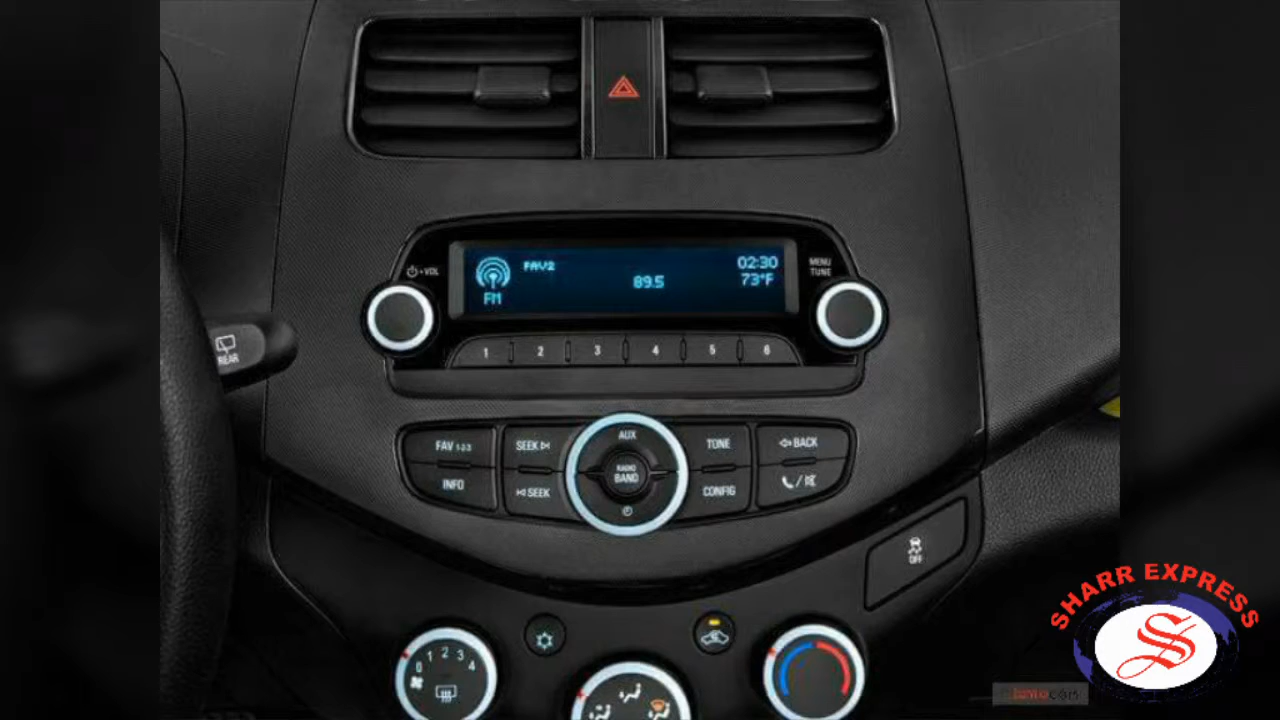 VOL
MENU
TUNE
FAV2
02:30
89.5
73°F
FM
1 2 3 4 5 6
REAR
FAV 1-2-3
SEEK
AUX
TONE
BACK
RADIO
BAND
INFO
SEEK
CONFIG
OFF
0 1 2 3 4
SHARR EXPRESS
S